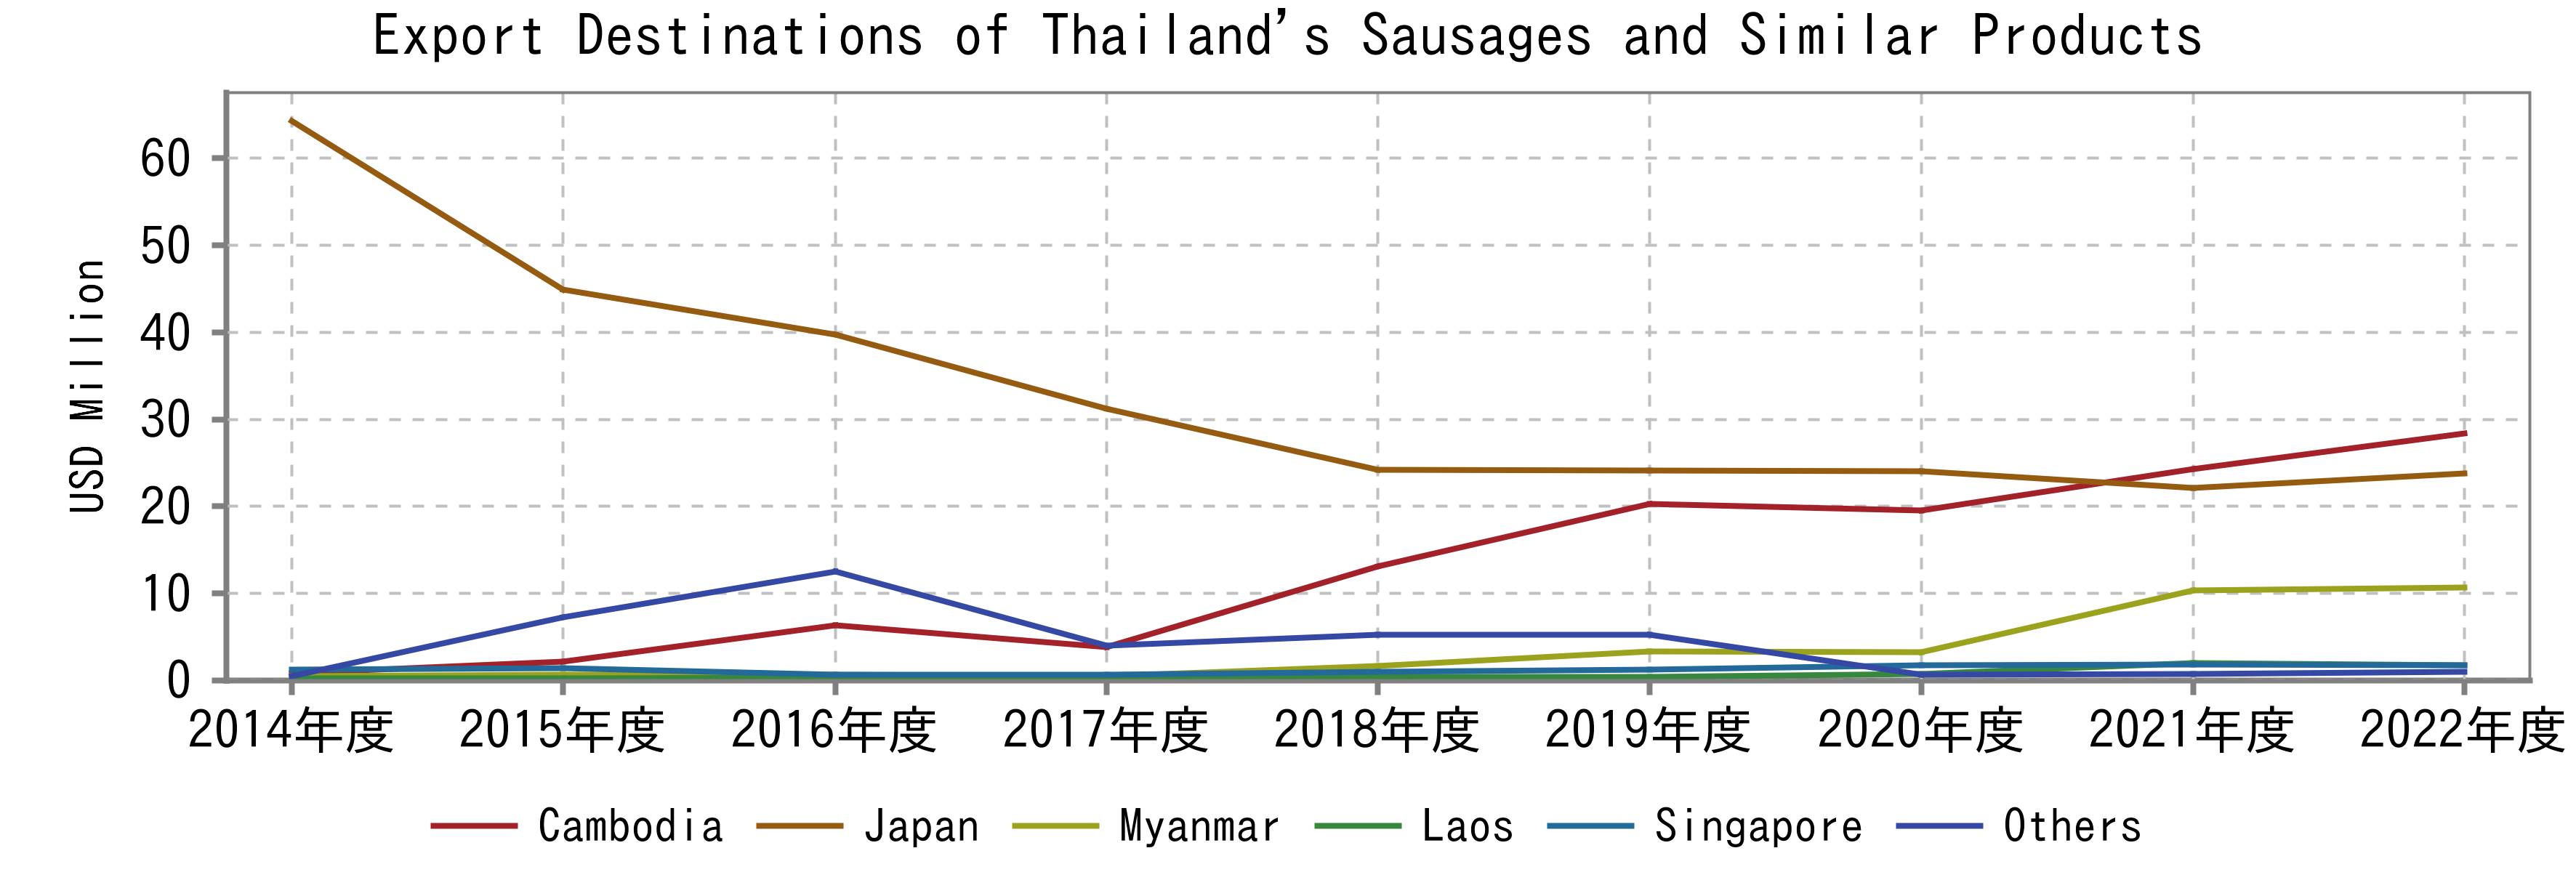 Export Destinations of Thailand's Sausages and Similar Products
USD Million
60
50
40
30
20
10
0
2014年度 2015年度 2016年度 2017年度 2018年度 2019年度 2020年度 2021年度 2022年度
Cambodia Japan Myanmar Laos Singapore Others